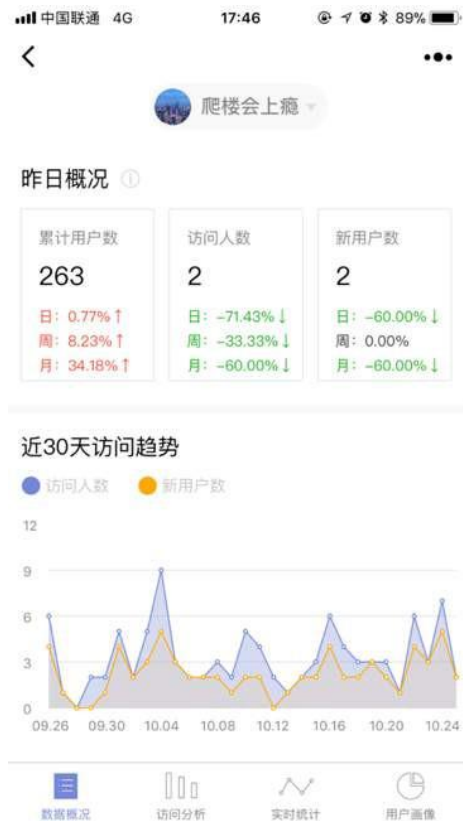 中国联通 4G 17:46 89%
爬楼会上瘾
昨日概况
累计用户数 访问人数 新用户数
263 2 2
日: 0.77%↑ 日: -71.43%↓ 日: -60.00%↓
周: 8.23%↑ 周: -33.33%↓ 周: 0.00%
月: 34.18%↑ 月: -60.00%↓ 月: -60.00%↓
近30天访问趋势
访问人数 新用户数
12
9
6
3
0
09.26 09.30 10.04 10.08 10.12 10.16 10.20 10.24
数据概况 访问分析 实时统计 用户画像